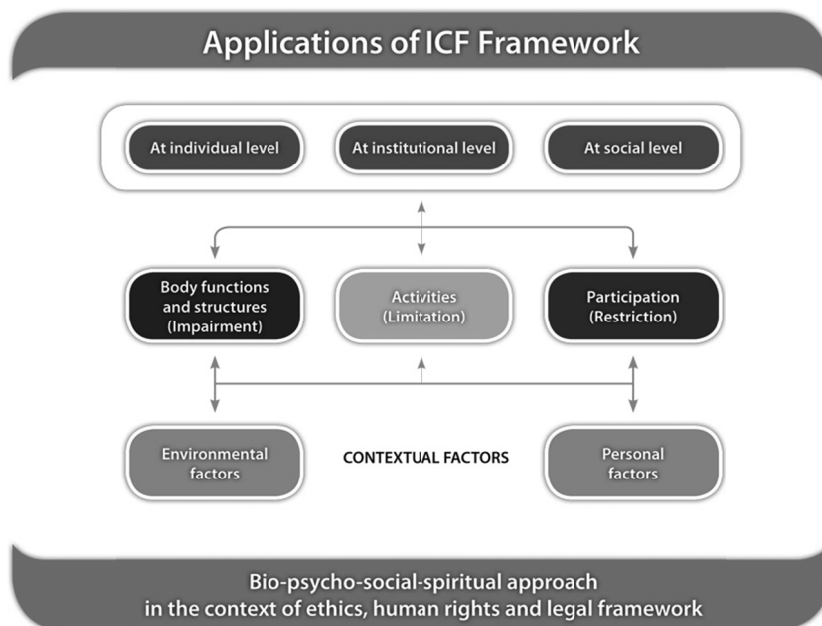 Applications of ICF Framework
At individual level
At institutional level
At social level
Body functions
and structures
(Impairment)
Activities
(Limitation)
Participation
(Restriction)
Environmental
factors
CONTEXTUAL FACTORS
Personal
factors
Bio-psycho-social-spiritual approach
in the context of ethics, human rights and legal framework